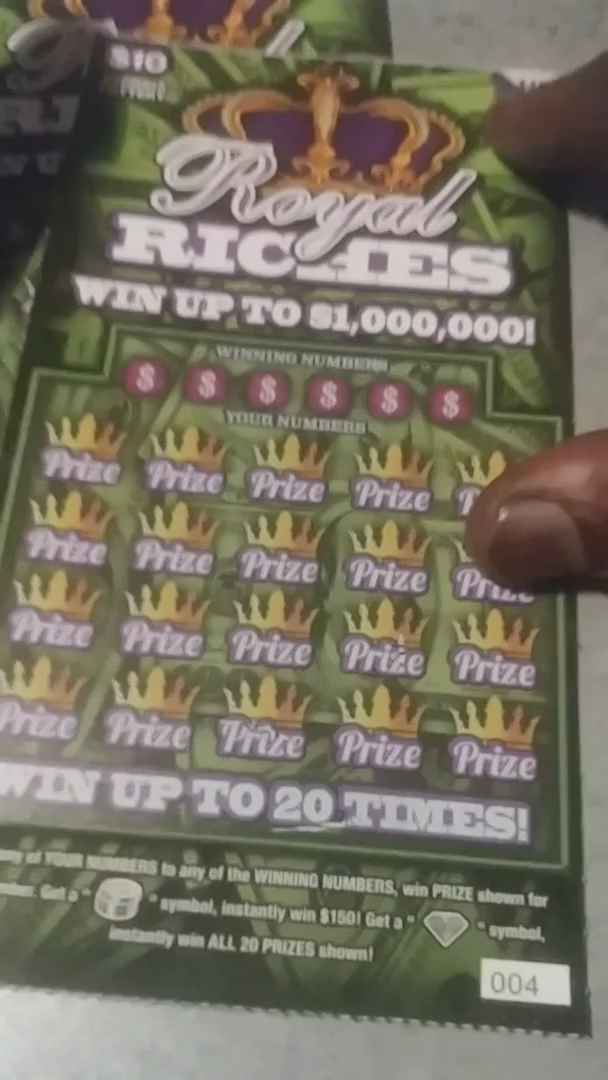 $10
Royal
RICHES
WIN UP TO $1,000,000!
WINNING NUMBERS
$ $ $ $ $ $
YOUR NUMBERS
Prize Prize Prize Prize
Prize Prize Prize Prize Prize
Prize Prize Prize Prize Prize
Prize Prize Prize Prize Prize
WIN UP TO 20 TIMES!
any of YOUR NUMBERS to any of the WINNING NUMBERS, win PRIZE shown for
Get a " " symbol, instantly win $150! Get a " " symbol,
instantly win ALL 20 PRIZES shown!
004